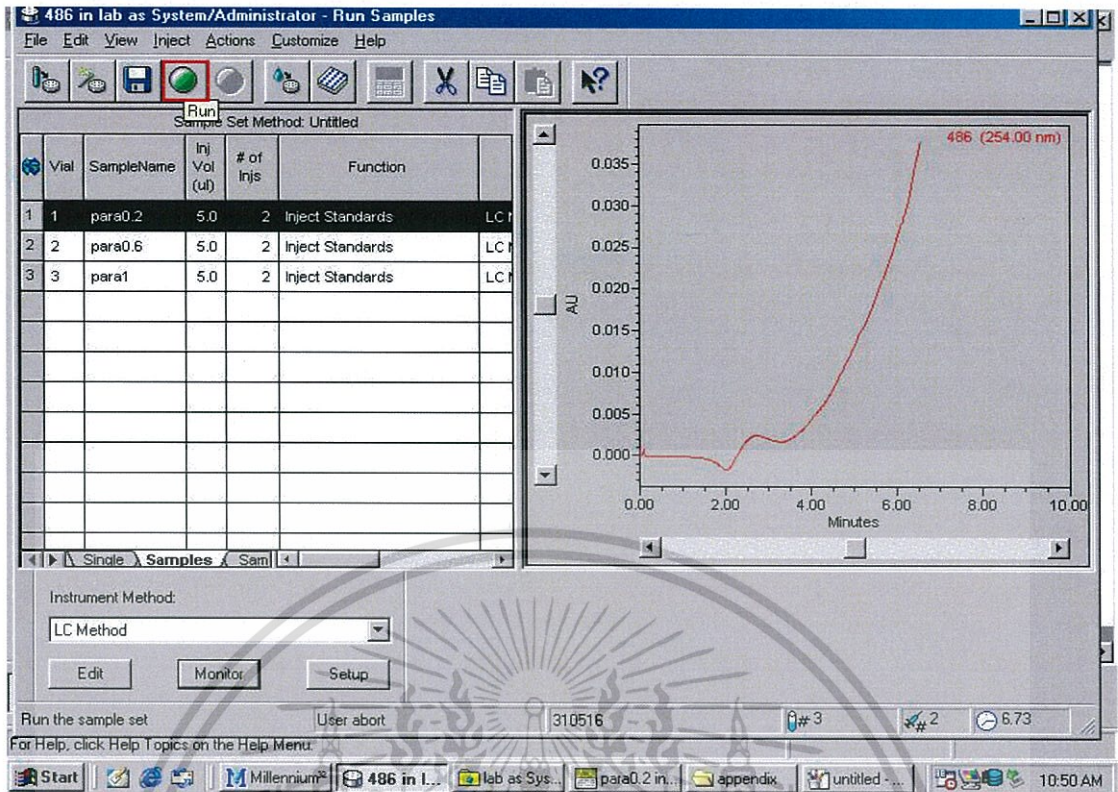 486 in lab as System/Administrator - Run Samples
File Edit View Inject Actions Customize Help
Run
Sample Set Method: Untitled
Vial SampleName Inj Vol (ul) # of Injs Function
1 1 para0.2 5.0 2 Inject Standards LC
2 2 para0.6 5.0 2 Inject Standards LC
3 3 para1 5.0 2 Inject Standards LC
Single Samples Sam
486 (254.00 nm)
0.035
0.030
0.025
0.020
0.015
0.010
0.005
0.000
AU
0.00 2.00 4.00 6.00 8.00 10.00
Minutes
Instrument Method:
LC Method
Edit Monitor Setup
Run the sample set User abort 310516 # 3 # 2 6.73
For Help, click Help Topics on the Help Menu.
Start Millennium³² 486 in l... lab as Sys... para0.2 in... appendix untitled - ... 10:50 AM